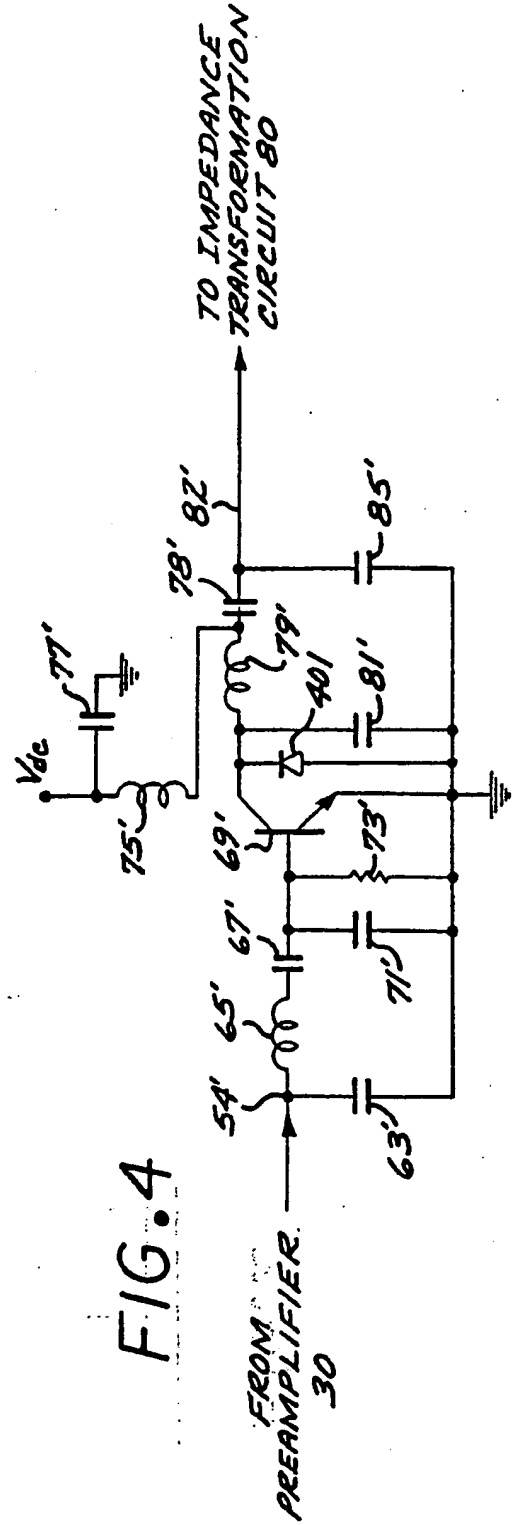 FIG. 4
FROM
PREAMPLIFIER
30
54'
63'
65'
67'
71'
73'
69'
75'
Vdc
77'
401
79'
81'
78'
82'
85'
TO IMPEDANCE
TRANSFORMATION
CIRCUIT 80